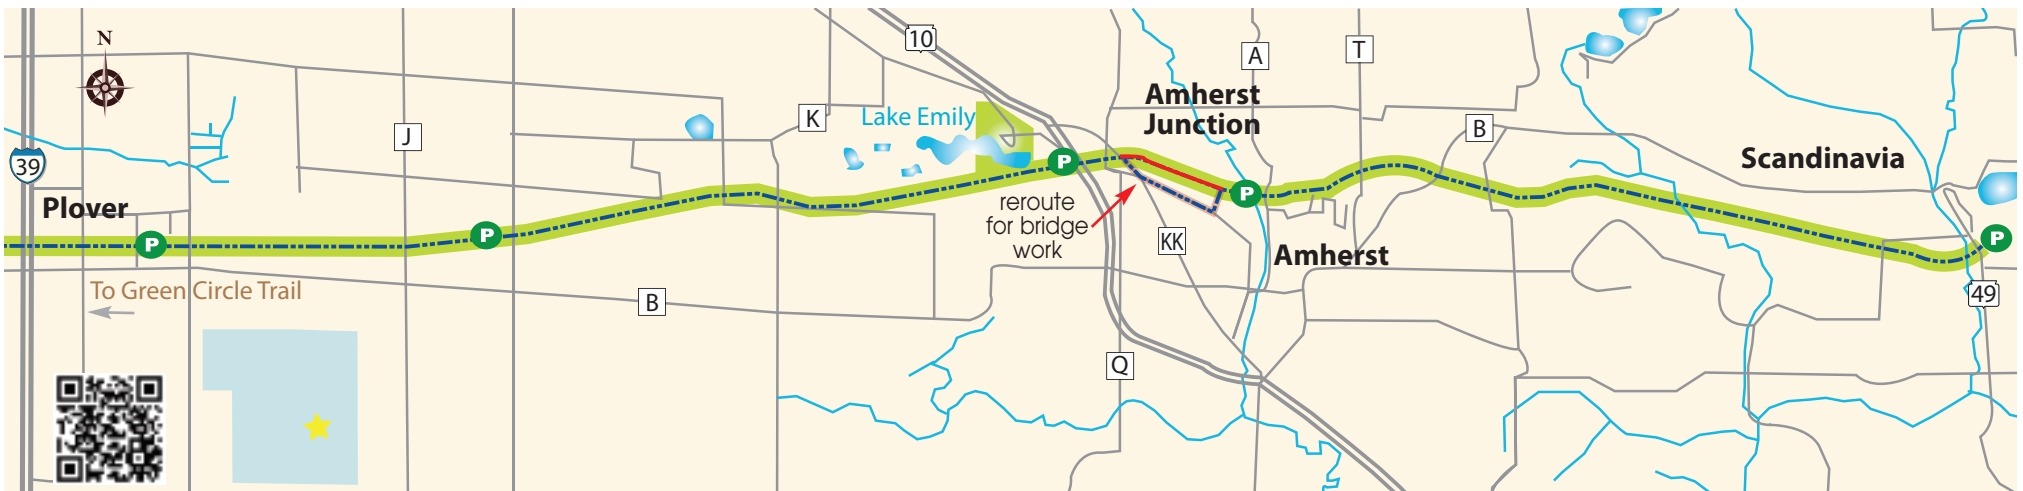 N
10
A
T
K
Lake Emily
Amherst
Junction
B
J
39
P
P
P
P
P
Scandinavia
Plover
reroute
for bridge
work
KK
Amherst
To Green Circle Trail
B
49
Q